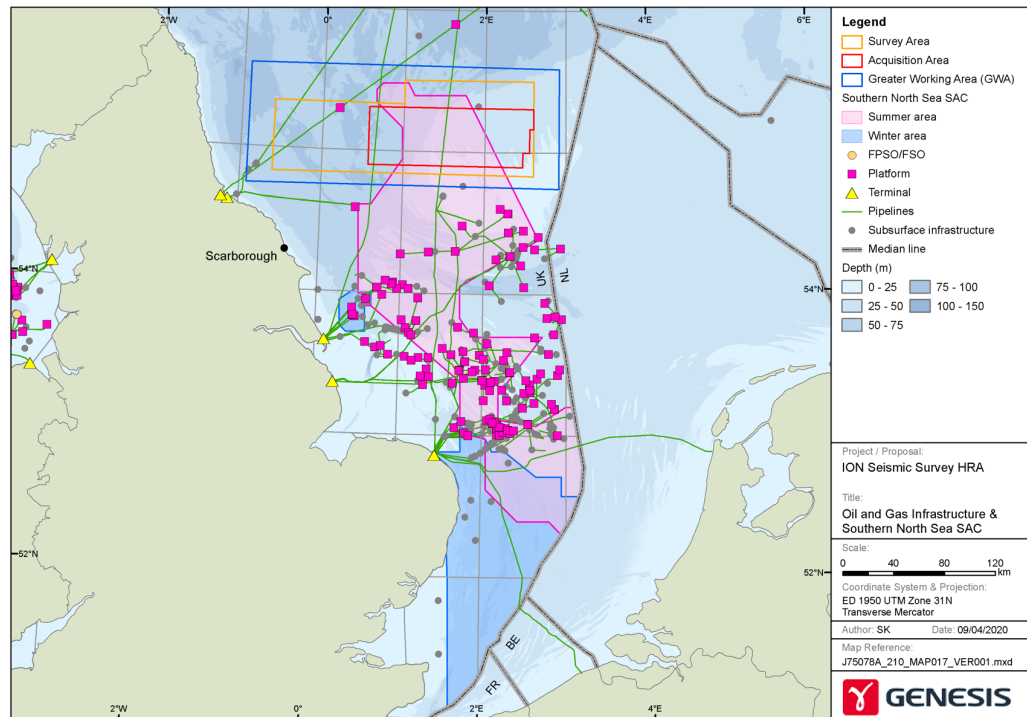 2°W
0°
2°E
4°E
6°E
Scarborough
54°N
54°N
UK
NL
52°N
52°N
BE
FR
2°W
0°
2°E
4°E
Legend
Survey Area
Acquisition Area
Greater Working Area (GWA)
Southern North Sea SAC
Summer area
Winter area
FPSO/FSO
Platform
Terminal
Pipelines
Subsurface infrastructure
Median line
Depth (m)
0 - 25
75 - 100
25 - 50
100 - 150
50 - 75
Project / Proposal:
ION Seismic Survey HRA
Title:
Oil and Gas Infrastructure &
Southern North Sea SAC
Scale:
0 40 80 120
km
Coordinate System & Projection:
ED 1950 UTM Zone 31N
Transverse Mercator
Author: SK Date: 09/04/2020
Map Reference:
J75078A_210_MAP017_VER001.mxd
GENESIS